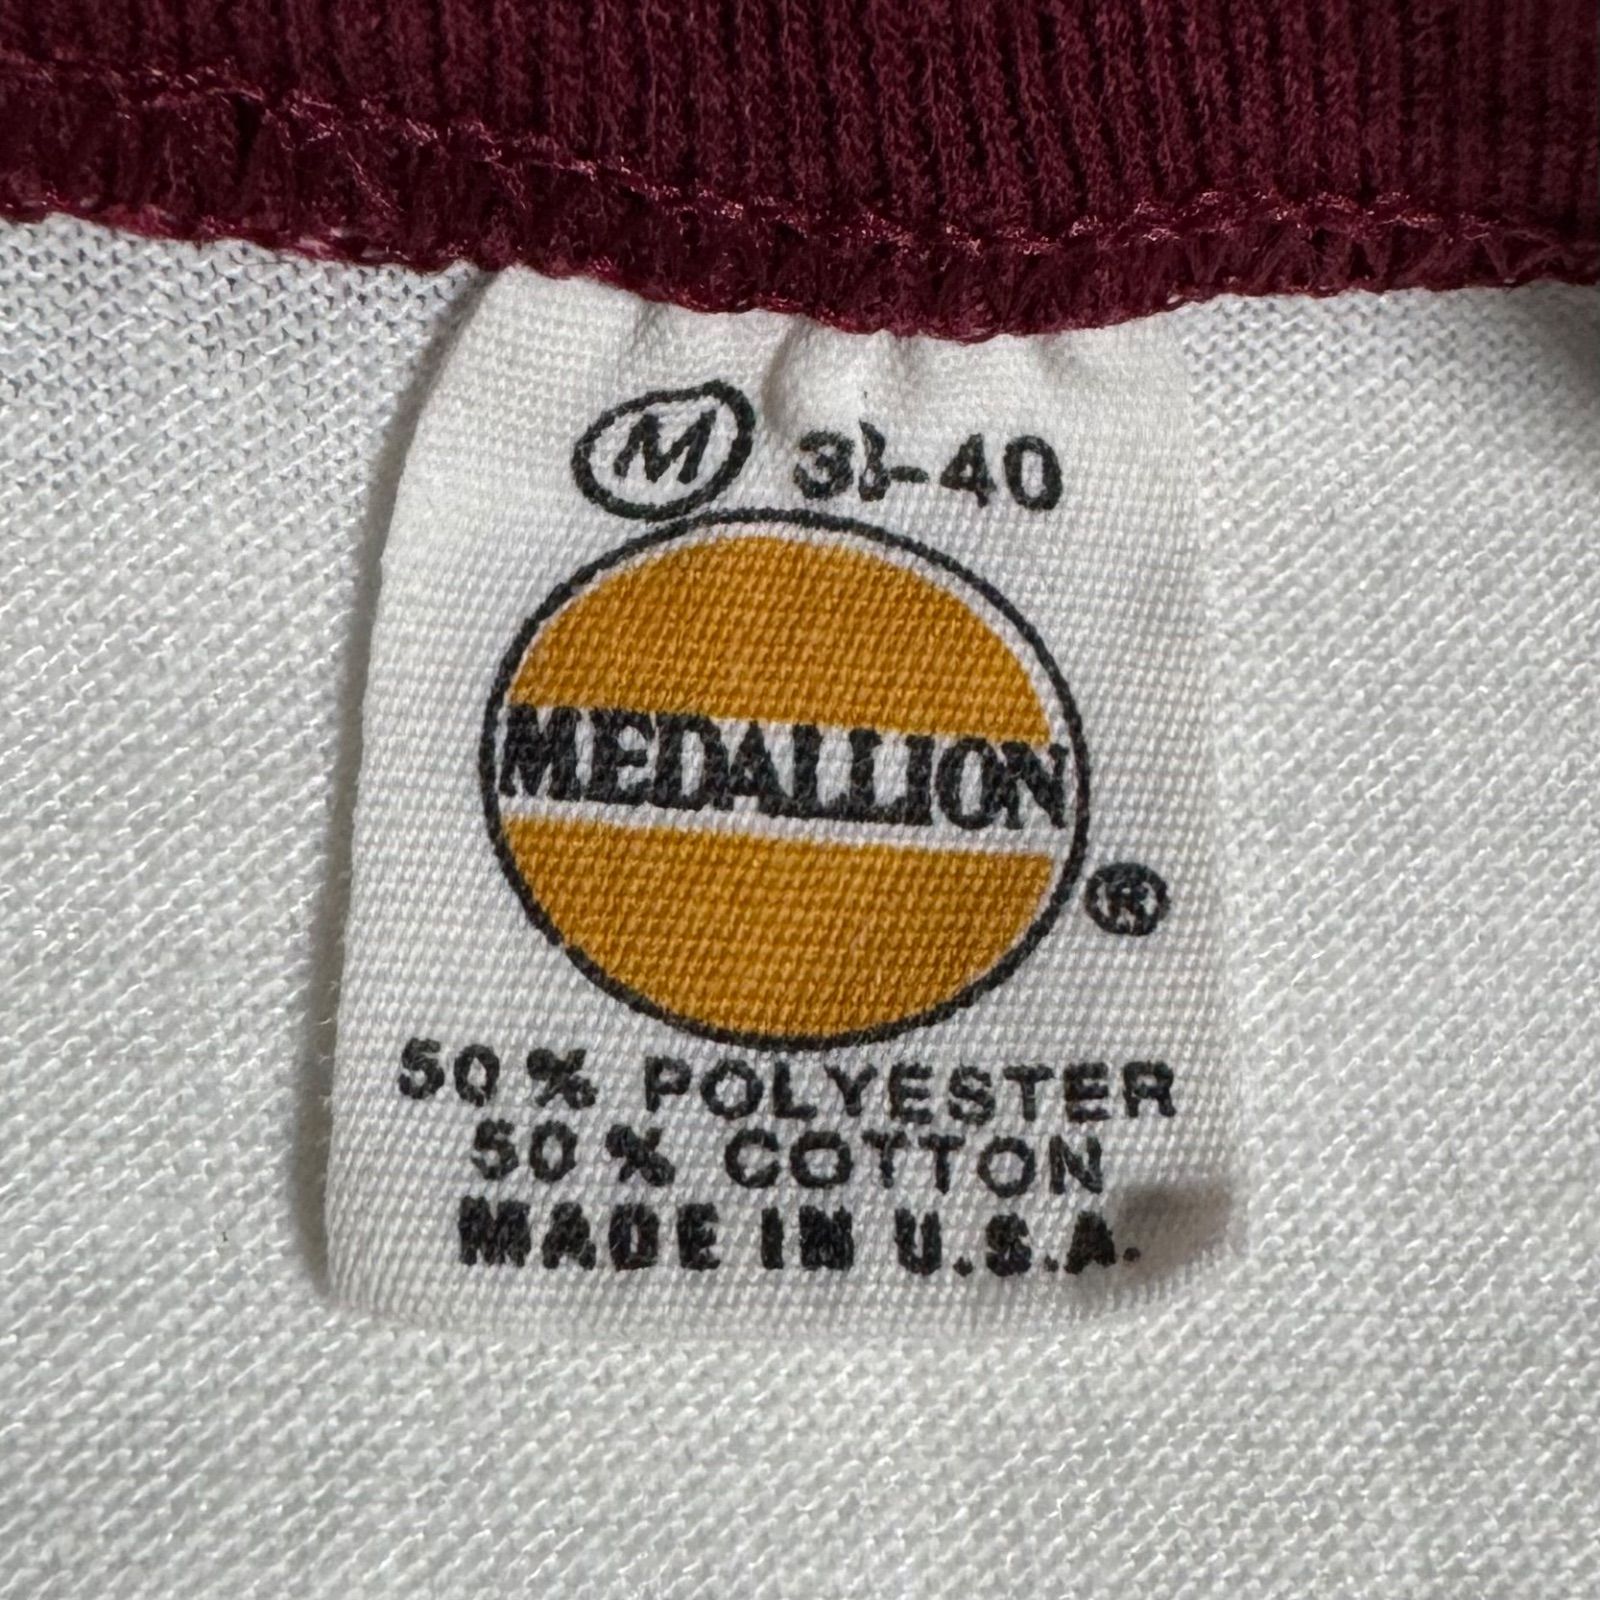 M 38-40
MEDALLION
®
50% POLYESTER
50% COTTON
MADE IN U.S.A.